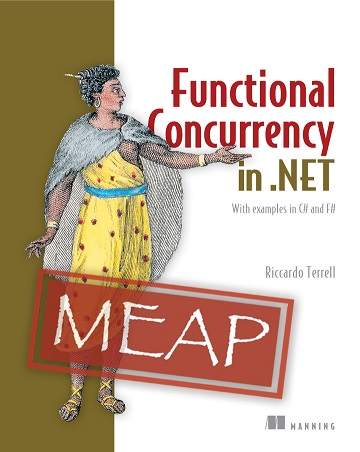 Functional
Concurrency
in .NET
With examples in C# and F#
Riccardo Terrell
MEAP
MANNING